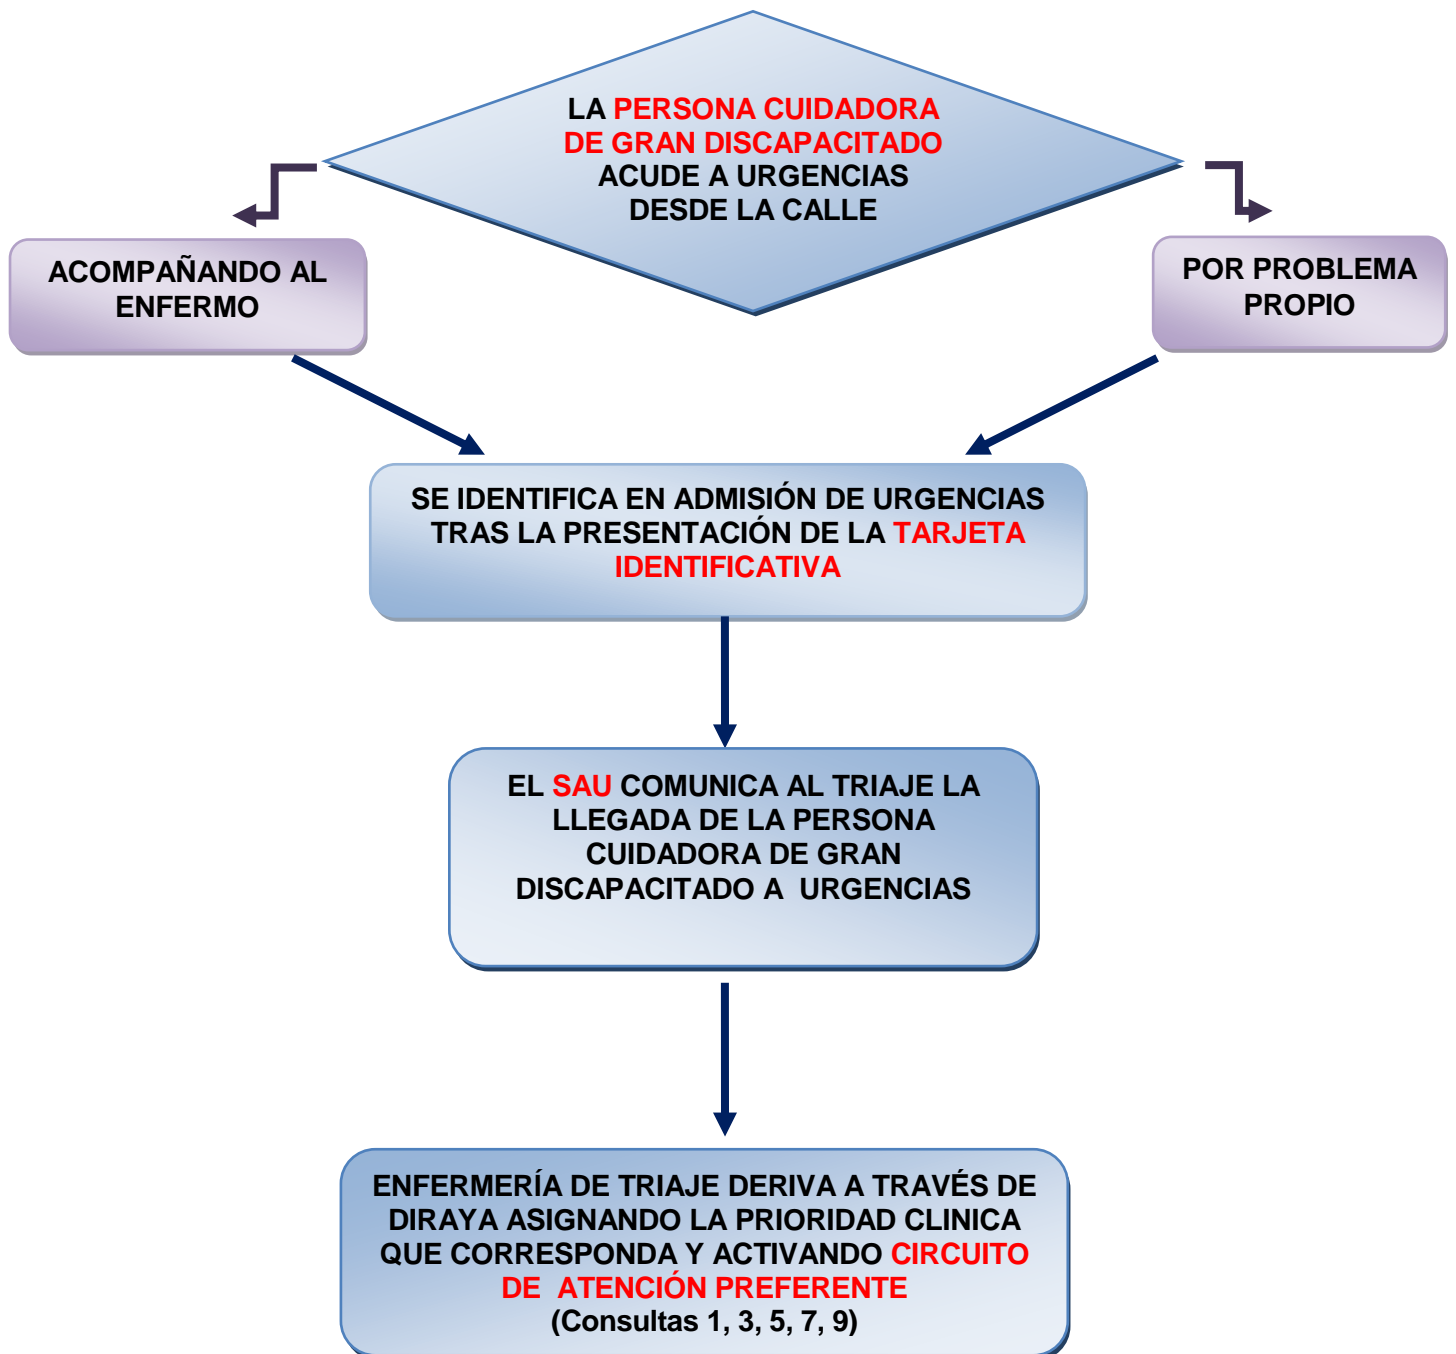 LA PERSONA CUIDADORA
DE GRAN DISCAPACITADO
ACUDE A URGENCIAS
DESDE LA CALLE
ACOMPAÑANDO AL
ENFERMO
POR PROBLEMA
PROPIO
SE IDENTIFICA EN ADMISIÓN DE URGENCIAS
TRAS LA PRESENTACIÓN DE LA TARJETA
IDENTIFICATIVA
EL SAU COMUNICA AL TRIAJE LA
LLEGADA DE LA PERSONA
CUIDADORA DE GRAN
DISCAPACITADO A  URGENCIAS
ENFERMERÍA DE TRIAJE DERIVA A TRAVÉS DE
DIRAYA ASIGNANDO LA PRIORIDAD CLINICA
QUE CORRESPONDA Y ACTIVANDO CIRCUITO
DE  ATENCIÓN PREFERENTE
(Consultas 1, 3, 5, 7, 9)